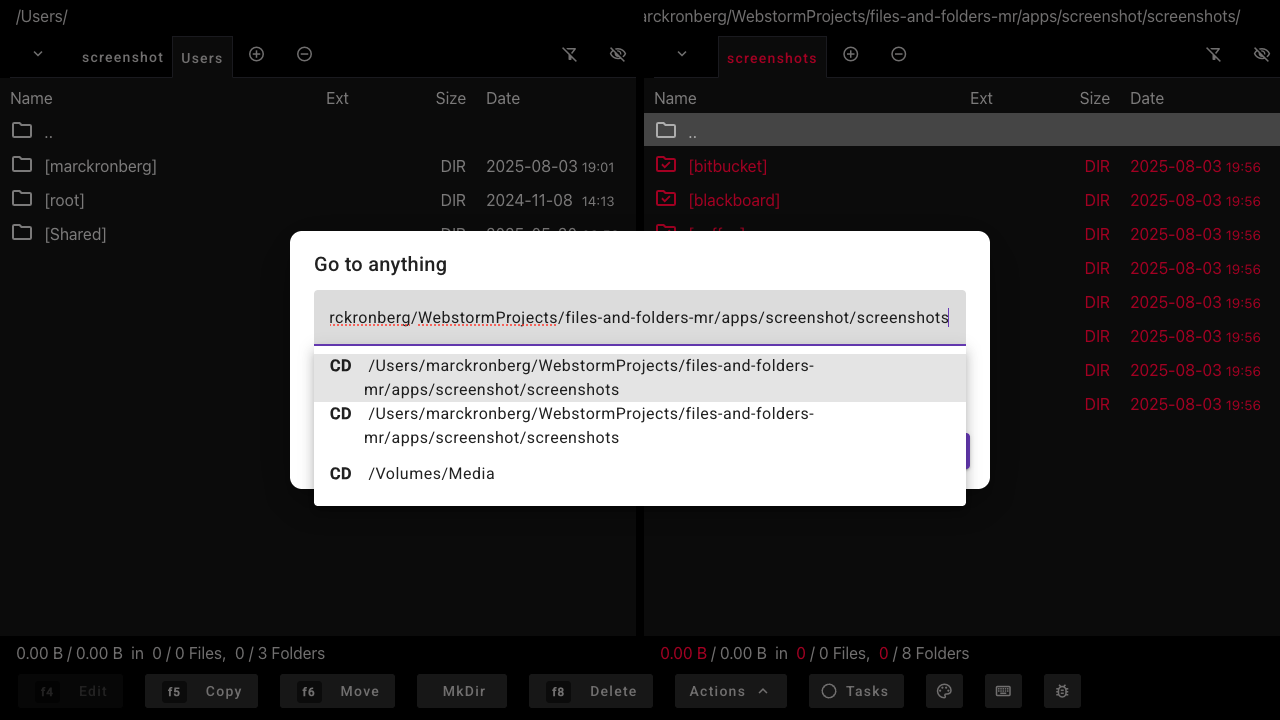 /Users/
rckronberg/WebstormProjects/files-and-folders-mr/apps/screenshot/screenshots/
screenshot Users
screenshots
Name Ext Size Date
Name Ext Size Date
..
..
[marckronberg] DIR 2025-08-03 19:01
[bitbucket] DIR 2025-08-03 19:56
[root] DIR 2024-11-08 14:13
[blackboard] DIR 2025-08-03 19:56
[Shared]
DIR 2025-08-03 19:56
DIR 2025-08-03 19:56
DIR 2025-08-03 19:56
DIR 2025-08-03 19:56
DIR 2025-08-03 19:56
DIR 2025-08-03 19:56
Go to anything
rckronberg/WebstormProjects/files-and-folders-mr/apps/screenshot/screenshots
CD /Users/marckronberg/WebstormProjects/files-and-folders-
mr/apps/screenshot/screenshots
CD /Users/marckronberg/WebstormProjects/files-and-folders-
mr/apps/screenshot/screenshots
CD /Volumes/Media
0.00 B / 0.00 B in 0 / 0 Files, 0 / 3 Folders
0.00 B / 0.00 B in 0 / 0 Files, 0 / 8 Folders
f4 Edit f5 Copy f6 Move MkDir f8 Delete Actions Tasks